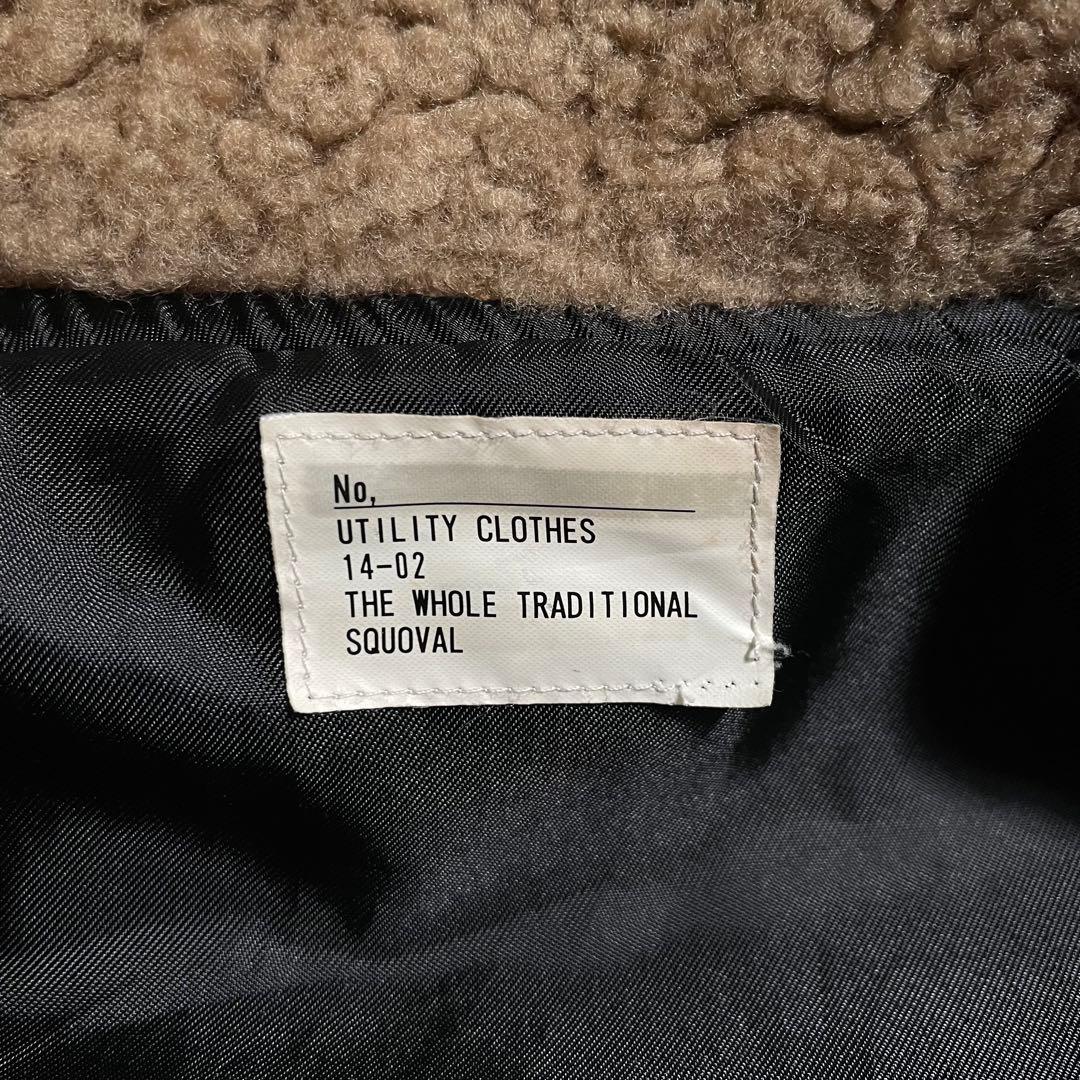 No,
UTILITY CLOTHES
14-02
THE WHOLE TRADITIONAL
SQUOVAL